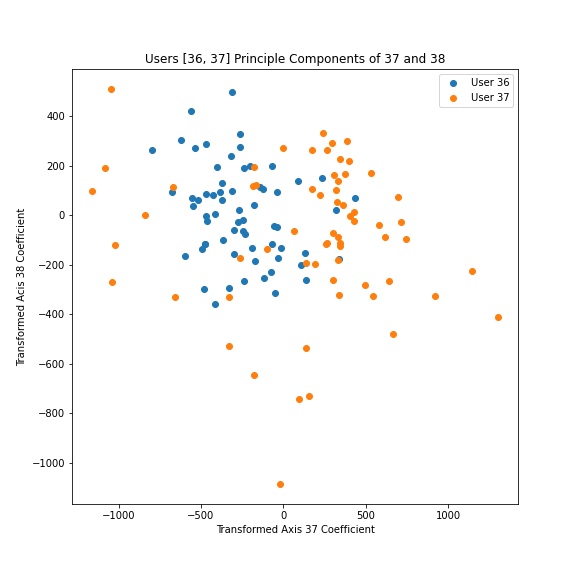 Users [36, 37] Principle Components of 37 and 38
User 36
User 37
400
200
0
−200
−400
−600
−800
−1000
Transformed Acis 38 Coefficient
−1000 −500 0 500 1000
Transformed Axis 37 Coefficient